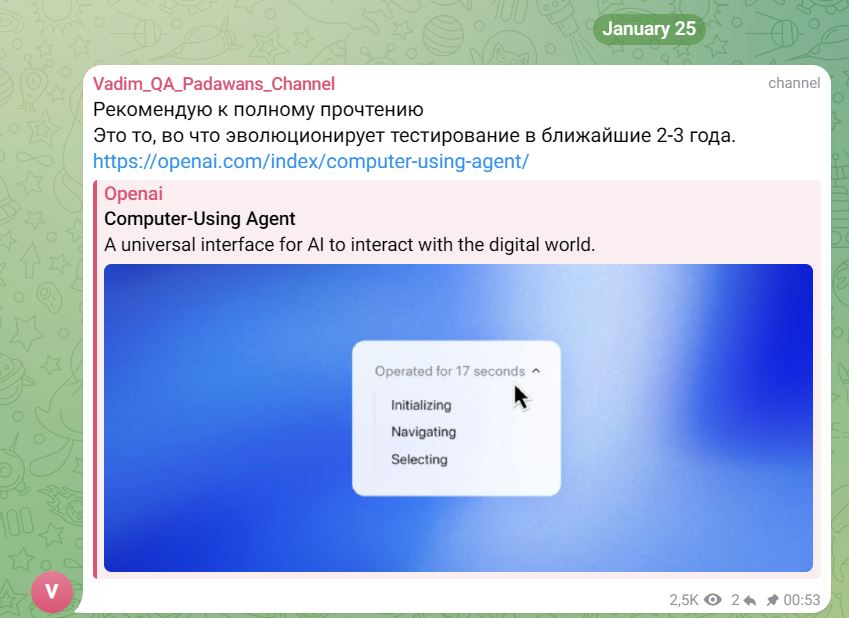 January 25
Vadim_QA_Padawans_Channel
channel
Рекомендую к полному прочтению
Это то, во что эволюционирует тестирование в ближайшие 2-3 года.
https://openai.com/index/computer-using-agent/
Openai
Computer-Using Agent
A universal interface for AI to interact with the digital world.
Operated for 17 seconds
Initializing
Navigating
Selecting
V
2,5K 2 00:53